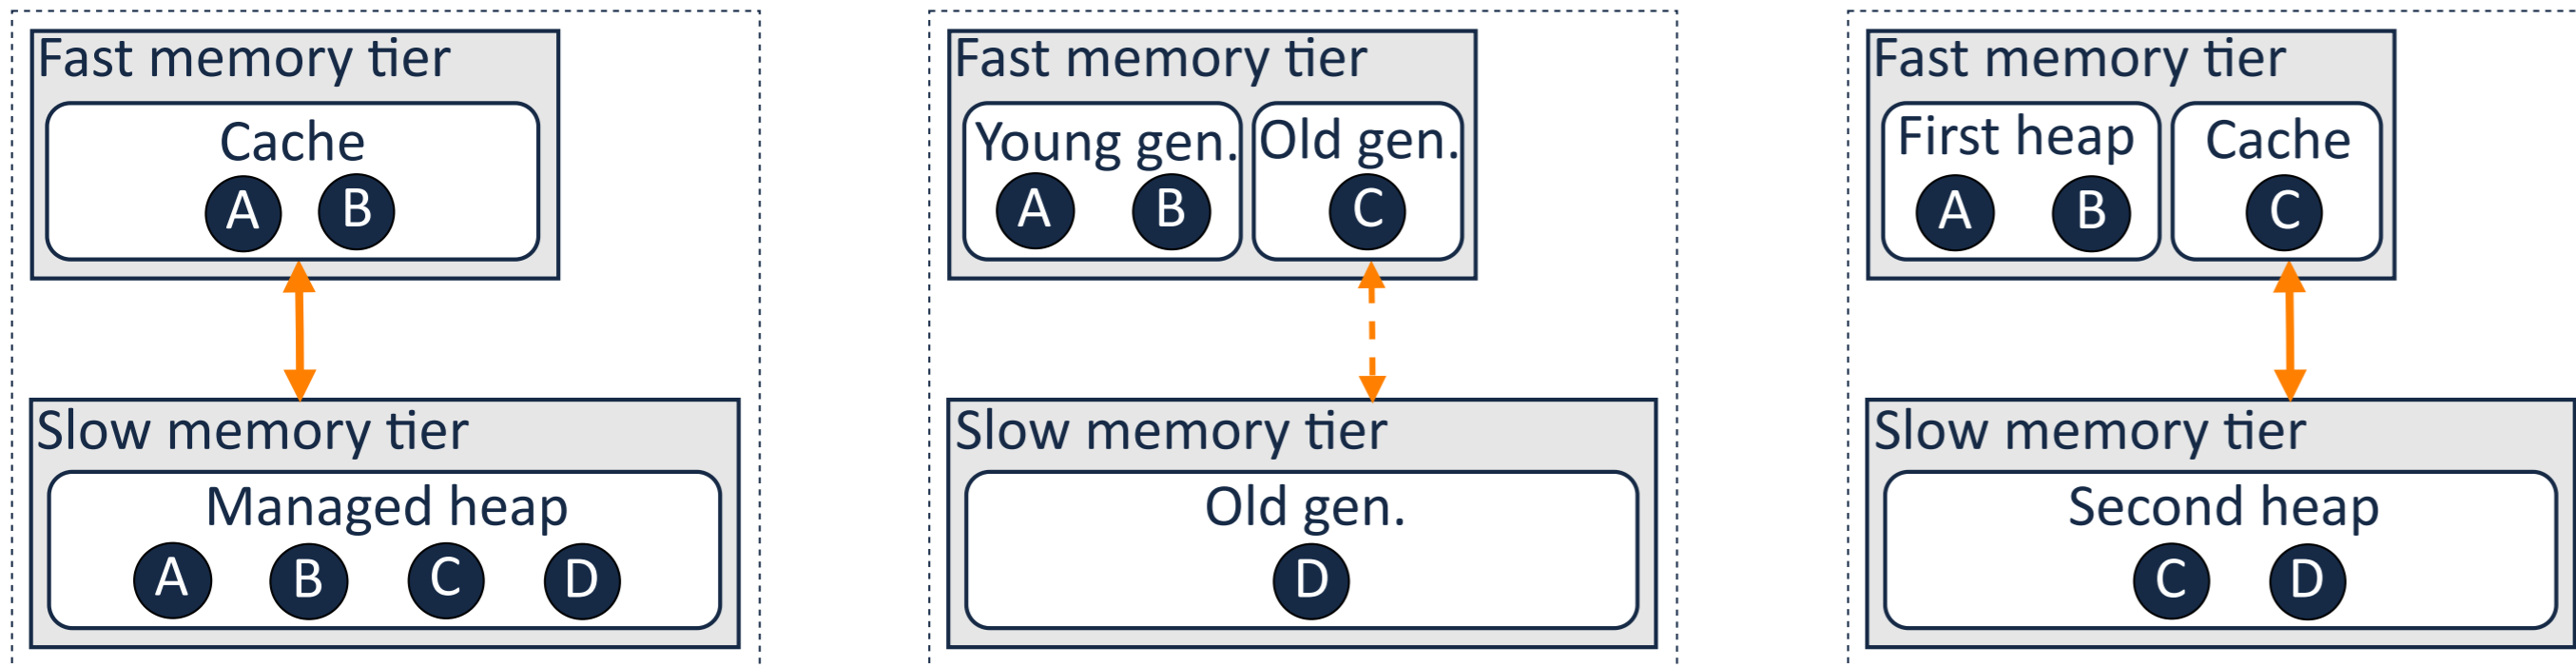 Fast memory tier
Cache
A B
Slow memory tier
Managed heap
A B C D
Fast memory tier
Young gen. Old gen.
A B C
Slow memory tier
Old gen.
D
Fast memory tier
First heap Cache
A B C
Slow memory tier
Second heap
C D